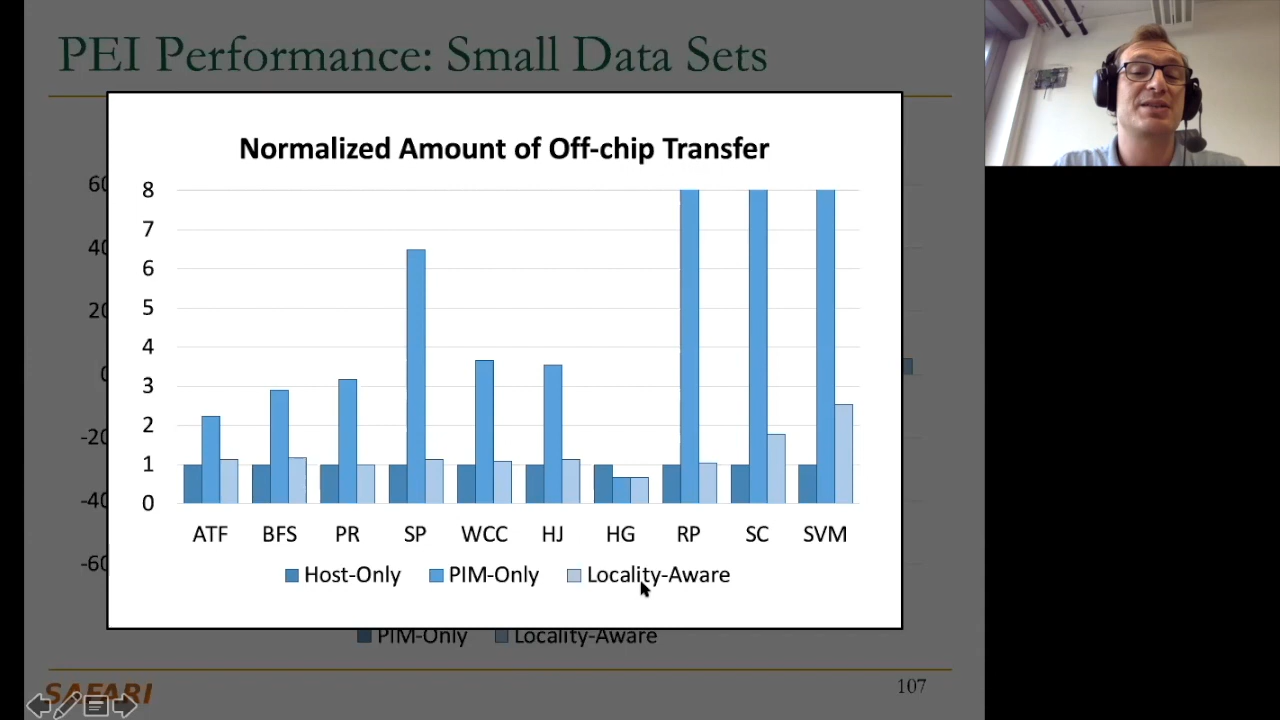 PEI Performance: Small Data Sets
Normalized Amount of Off-chip Transfer
8
7
6
5
4
3
2
1
0
ATF BFS PR SP WCC HJ HG RP SC SVM
Host-Only PIM-Only Locality-Aware
60
40
20
0
-20
-40
-60
PIM-Only Locality-Aware
SAFARI
107